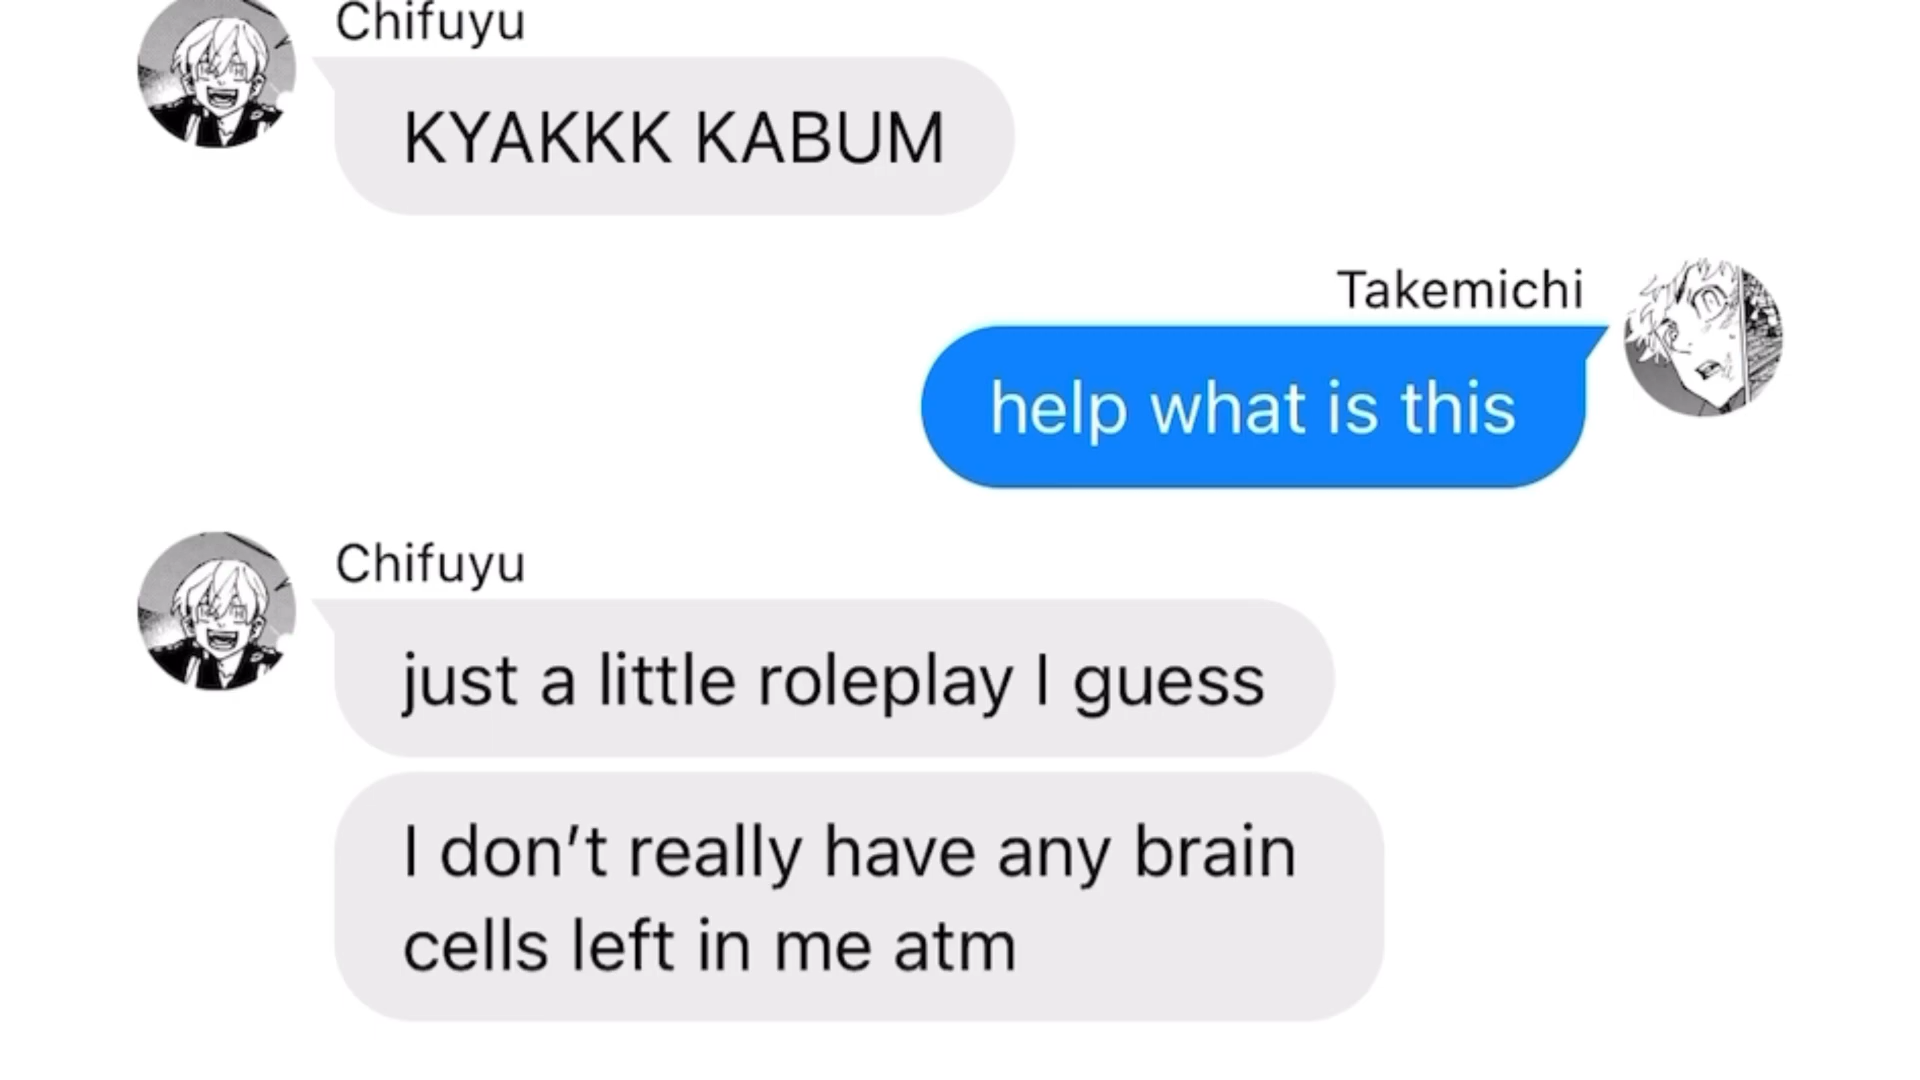 Chifuyu
KYAKKK KABUM
Takemichi
help what is this
Chifuyu
just a little roleplay I guess
I don’t really have any brain
cells left in me atm